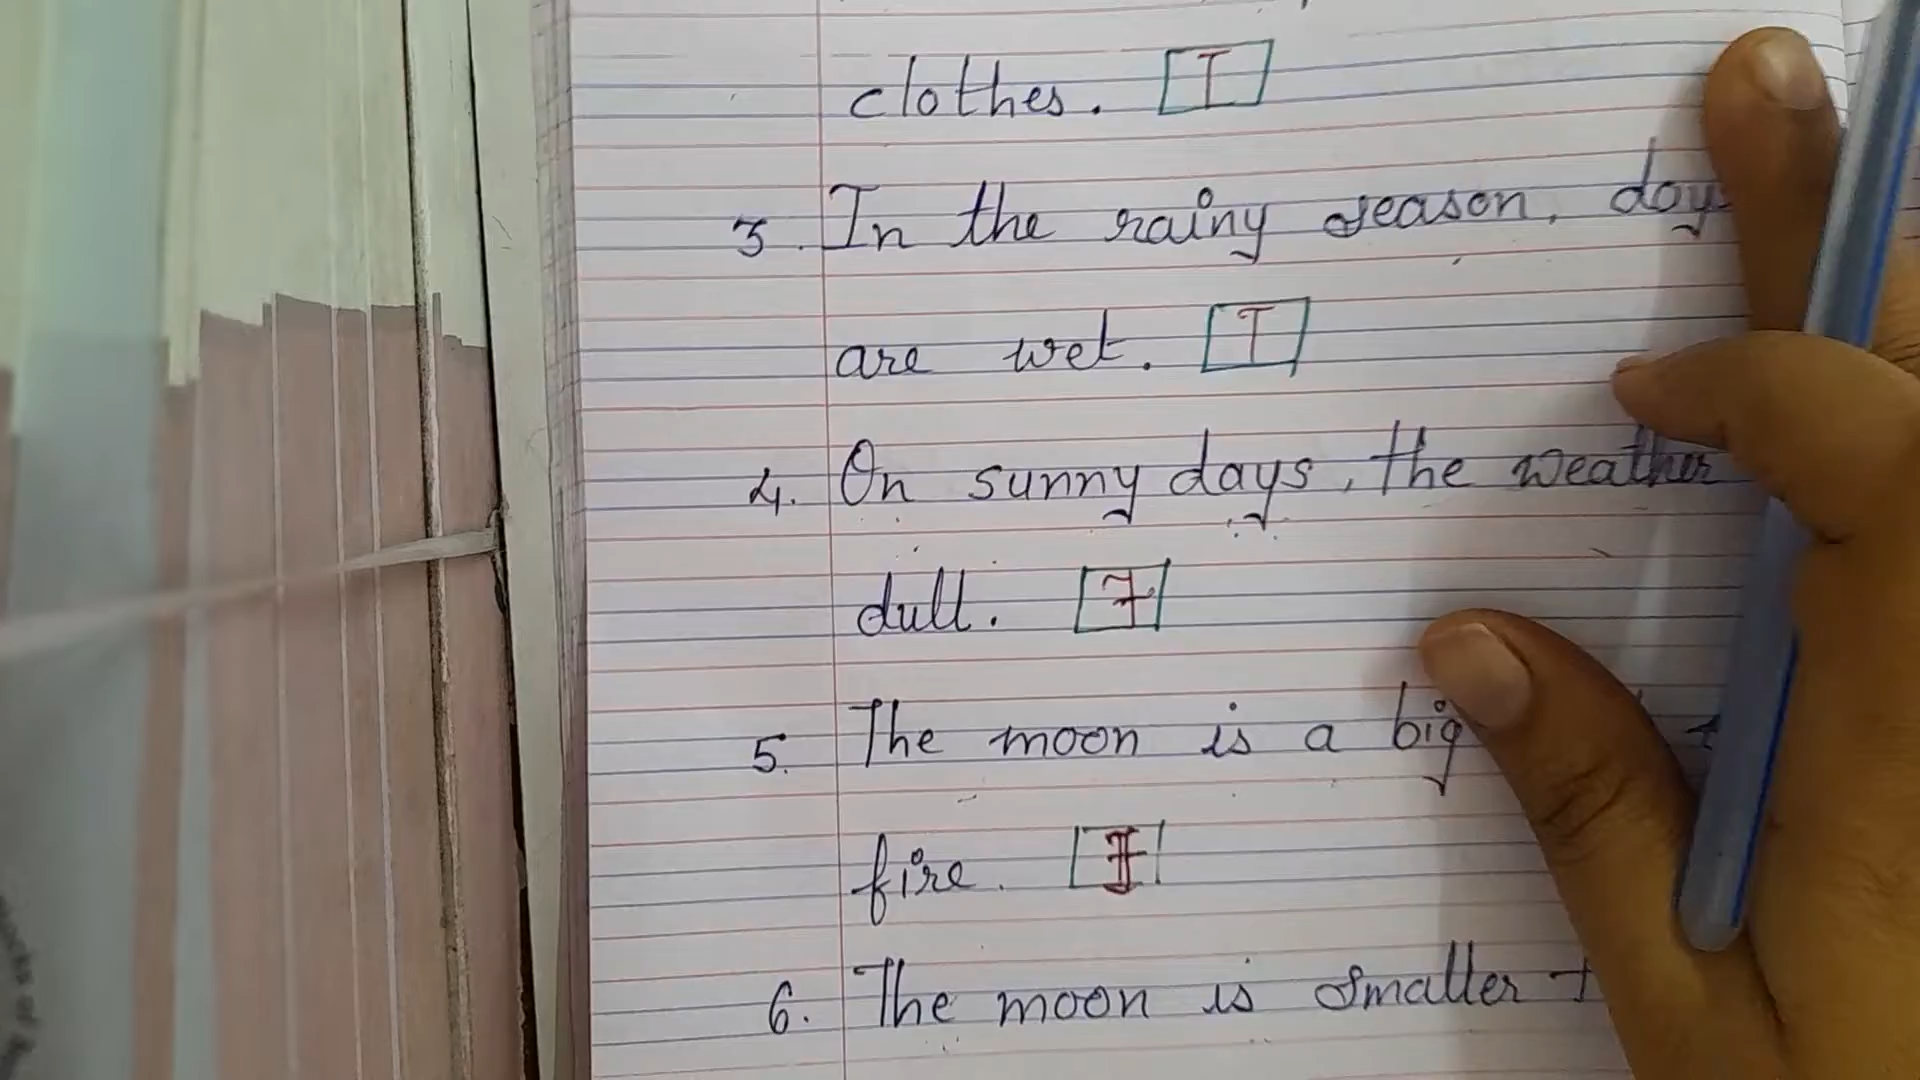 clothes. T
3. In the rainy season, day
are wet. T
4. On sunny days, the weather
dull. F
5. The moon is a big
fire. F
6. The moon is smaller